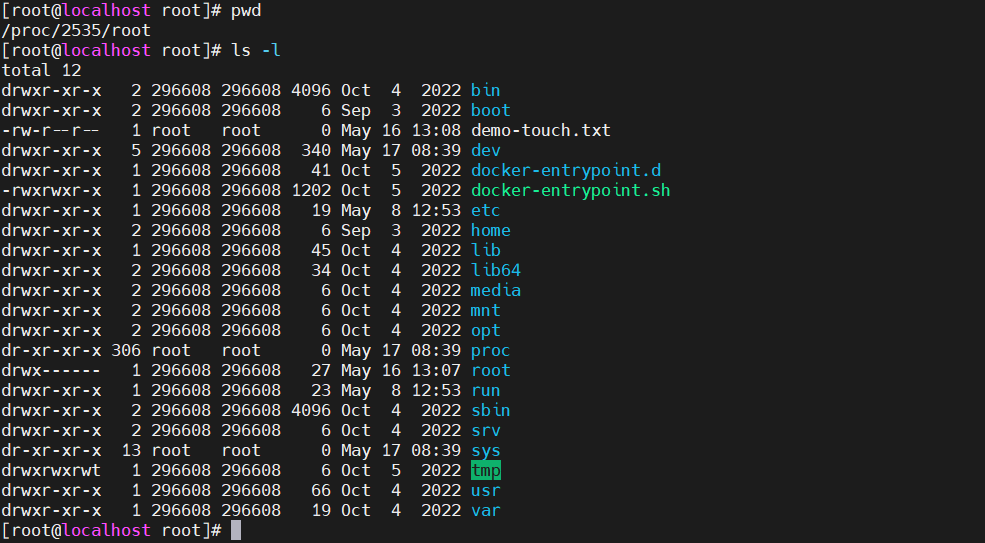 [root@localhost root]# pwd
/proc/2535/root
[root@localhost root]# ls -l
total 12
drwxr-xr-x   2 296608 296608 4096 Oct  4  2022 bin
drwxr-xr-x   2 296608 296608    6 Sep  3  2022 boot
-rw-r--r--   1 root   root      0 May 16 13:08 demo-touch.txt
drwxr-xr-x   5 296608 296608  340 May 17 08:39 dev
drwxr-xr-x   1 296608 296608   41 Oct  5  2022 docker-entrypoint.d
-rwxrwxr-x   1 296608 296608 1202 Oct  5  2022 docker-entrypoint.sh
drwxr-xr-x   1 296608 296608   19 May  8 12:53 etc
drwxr-xr-x   2 296608 296608    6 Sep  3  2022 home
drwxr-xr-x   1 296608 296608   45 Oct  4  2022 lib
drwxr-xr-x   2 296608 296608   34 Oct  4  2022 lib64
drwxr-xr-x   2 296608 296608    6 Oct  4  2022 media
drwxr-xr-x   2 296608 296608    6 Oct  4  2022 mnt
drwxr-xr-x   2 296608 296608    6 Oct  4  2022 opt
dr-xr-xr-x 306 root   root      0 May 17 08:39 proc
drwx------   1 296608 296608   27 May 16 13:07 root
drwxr-xr-x   1 296608 296608   23 May  8 12:53 run
drwxr-xr-x   2 296608 296608 4096 Oct  4  2022 sbin
drwxr-xr-x   2 296608 296608    6 Oct  4  2022 srv
dr-xr-xr-x  13 root   root      0 May 17 08:39 sys
drwxrwxrwt   1 296608 296608    6 Oct  5  2022 tmp
drwxr-xr-x   1 296608 296608   66 Oct  4  2022 usr
drwxr-xr-x   1 296608 296608   19 Oct  4  2022 var
[root@localhost root]#